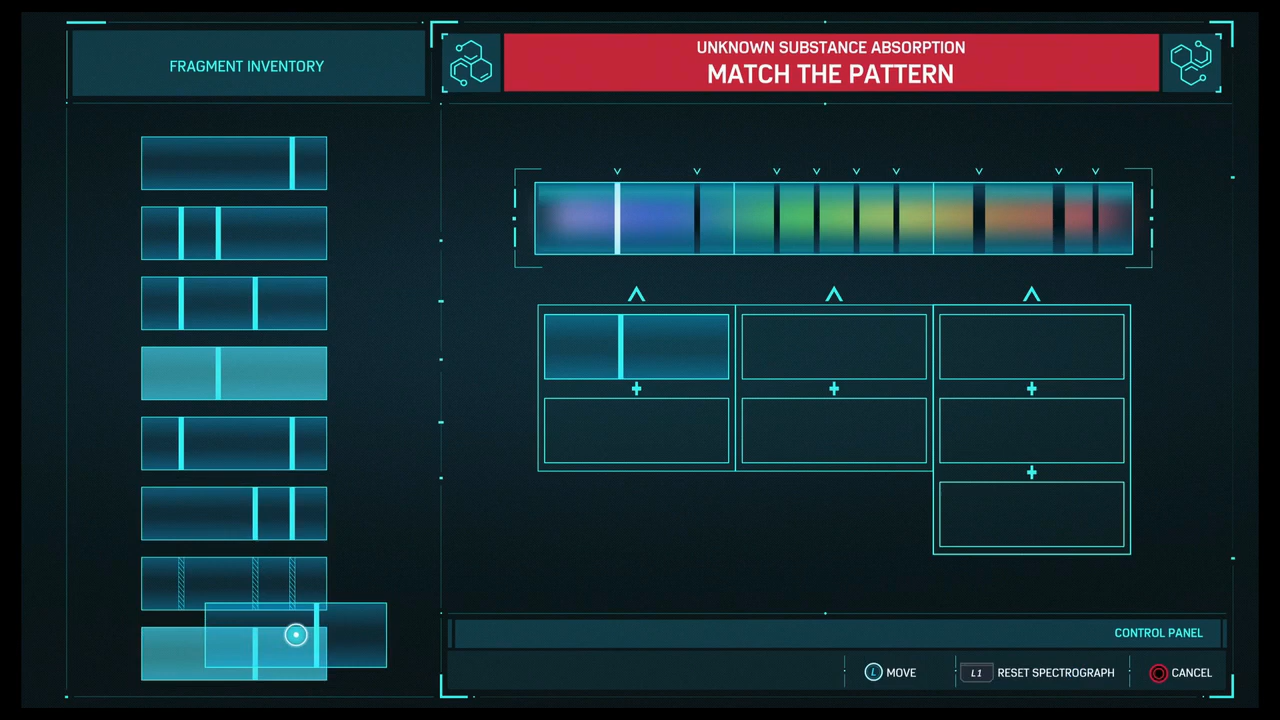 FRAGMENT INVENTORY
UNKNOWN SUBSTANCE ABSORPTION
MATCH THE PATTERN
CONTROL PANEL
L MOVE
L1 RESET SPECTROGRAPH
CANCEL